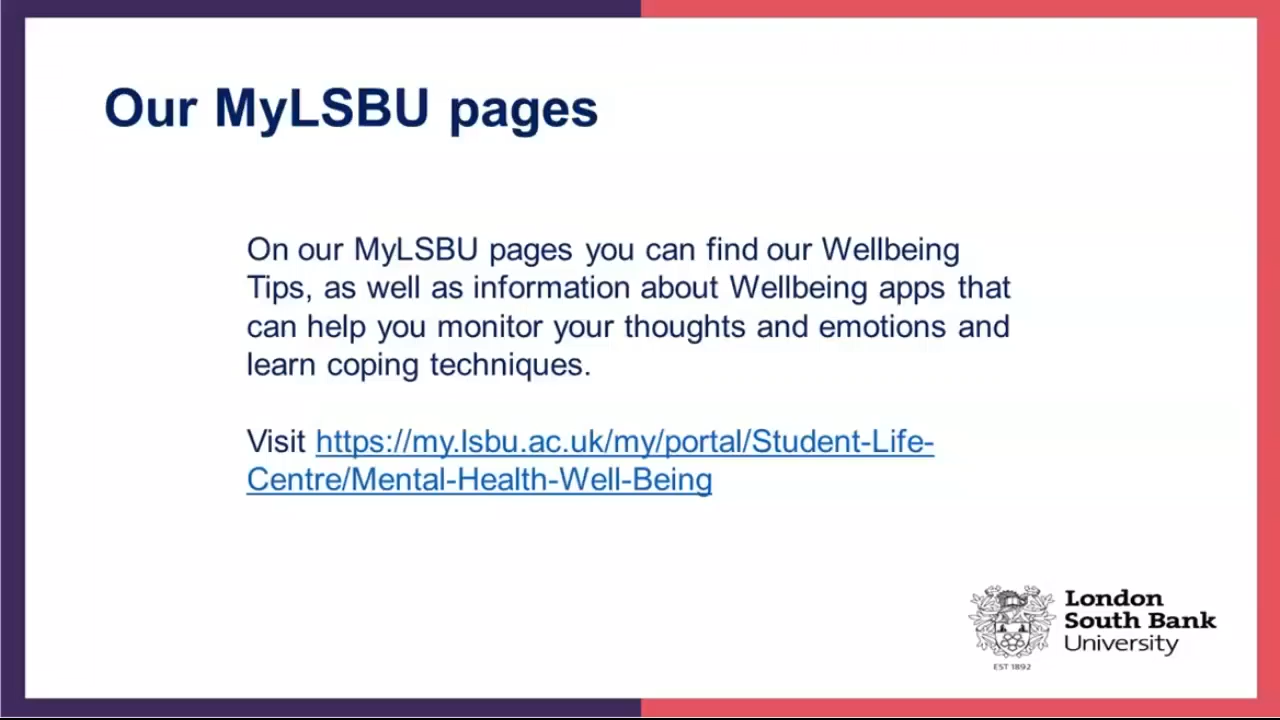 Our MyLSBU pages
On our MyLSBU pages you can find our Wellbeing
Tips, as well as information about Wellbeing apps that
can help you monitor your thoughts and emotions and
learn coping techniques.
Visit https://my.lsbu.ac.uk/my/portal/Student-Life-
Centre/Mental-Health-Well-Being
London
South Bank
University
EST 1892